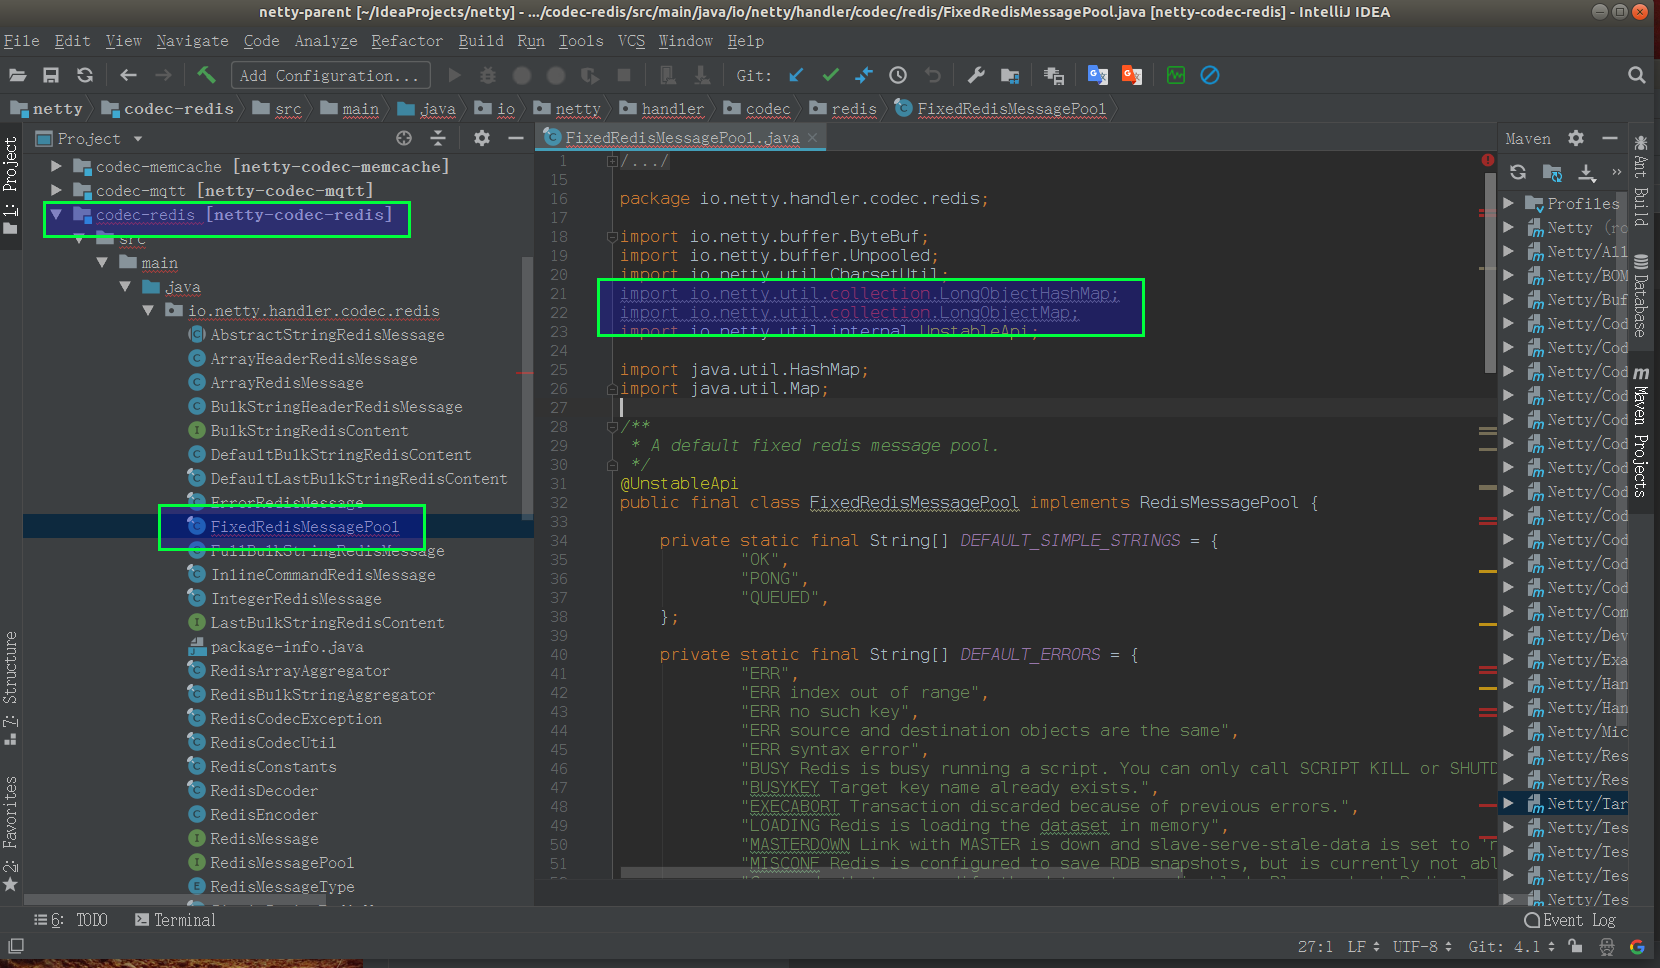 netty-parent [~/IdeaProjects/netty] - .../codec-redis/src/main/java/io/netty/handler/codec/redis/FixedRedisMessagePool.java [netty-codec-redis] - IntelliJ IDEA
File Edit View Navigate Code Analyze Refactor Build Run Tools VCS Window Help
Add Configuration... Git:
netty codec-redis src main java io netty handler codec redis FixedRedisMessagePool
1: Project
7: Structure
2: Favorites
Project
codec-memcache [netty-codec-memcache]
codec-mqtt [netty-codec-mqtt]
codec-redis [netty-codec-redis]
src
main
java
io.netty.handler.codec.redis
AbstractStringRedisMessage
ArrayHeaderRedisMessage
ArrayRedisMessage
BulkStringHeaderRedisMessage
BulkStringRedisContent
DefaultBulkStringRedisContent
DefaultLastBulkStringRedisContent
ErrorRedisMessage
FixedRedisMessagePool
FullBulkStringRedisMessage
InlineCommandRedisMessage
IntegerRedisMessage
LastBulkStringRedisContent
package-info.java
RedisArrayAggregator
RedisBulkStringAggregator
RedisCodecException
RedisCodecUtil
RedisConstants
RedisDecoder
RedisEncoder
RedisMessage
RedisMessagePool
RedisMessageType
FixedRedisMessagePool.java
1 /.../
15
16 package io.netty.handler.codec.redis;
17
18 import io.netty.buffer.ByteBuf;
19 import io.netty.buffer.Unpooled;
20 import io.netty.util.CharsetUtil;
21 import io.netty.util.collection.LongObjectHashMap;
22 import io.netty.util.collection.LongObjectMap;
23 import io.netty.util.internal.UnstableApi;
24
25 import java.util.HashMap;
26 import java.util.Map;
27
28 /**
29 * A default fixed redis message pool.
30 */
31 @UnstableApi
32 public final class FixedRedisMessagePool implements RedisMessagePool {
33
34 private static final String[] DEFAULT_SIMPLE_STRINGS = {
35 "OK",
36 "PONG",
37 "QUEUED",
38 };
39
40 private static final String[] DEFAULT_ERRORS = {
41 "ERR",
42 "ERR index out of range",
43 "ERR no such key",
44 "ERR source and destination objects are the same",
45 "ERR syntax error",
46 "BUSY Redis is busy running a script. You can only call SCRIPT KILL or SHUTD
47 "BUSYKEY Target key name already exists.",
48 "EXECABORT Transaction discarded because of previous errors.",
49 "LOADING Redis is loading the dataset in memory",
50 "MASTERDOWN Link with MASTER is down and slave-serve-stale-data is set to
51 "MISCONF Redis is configured to save RDB snapshots, but is currently not abl
Maven
Profiles
Netty (ro
Netty/All
Netty/BOM
Netty/Buf
Netty/Cod
Netty/Cod
Netty/Cod
Netty/Cod
Netty/Cod
Netty/Cod
Netty/Cod
Netty/Cod
Netty/Cod
Netty/Cod
Netty/Cod
Netty/Cod
Netty/Com
Netty/Dev
Netty/Exa
Netty/Han
Netty/Han
Netty/Mic
Netty/Res
Netty/Res
Netty/Tar
Netty/Tes
Netty/Tes
Netty/Tes
Netty/Tes
Ant Build
Database
Maven Projects
6: TODO Terminal Event Log
27:1 LF UTF-8 Git: 4.1